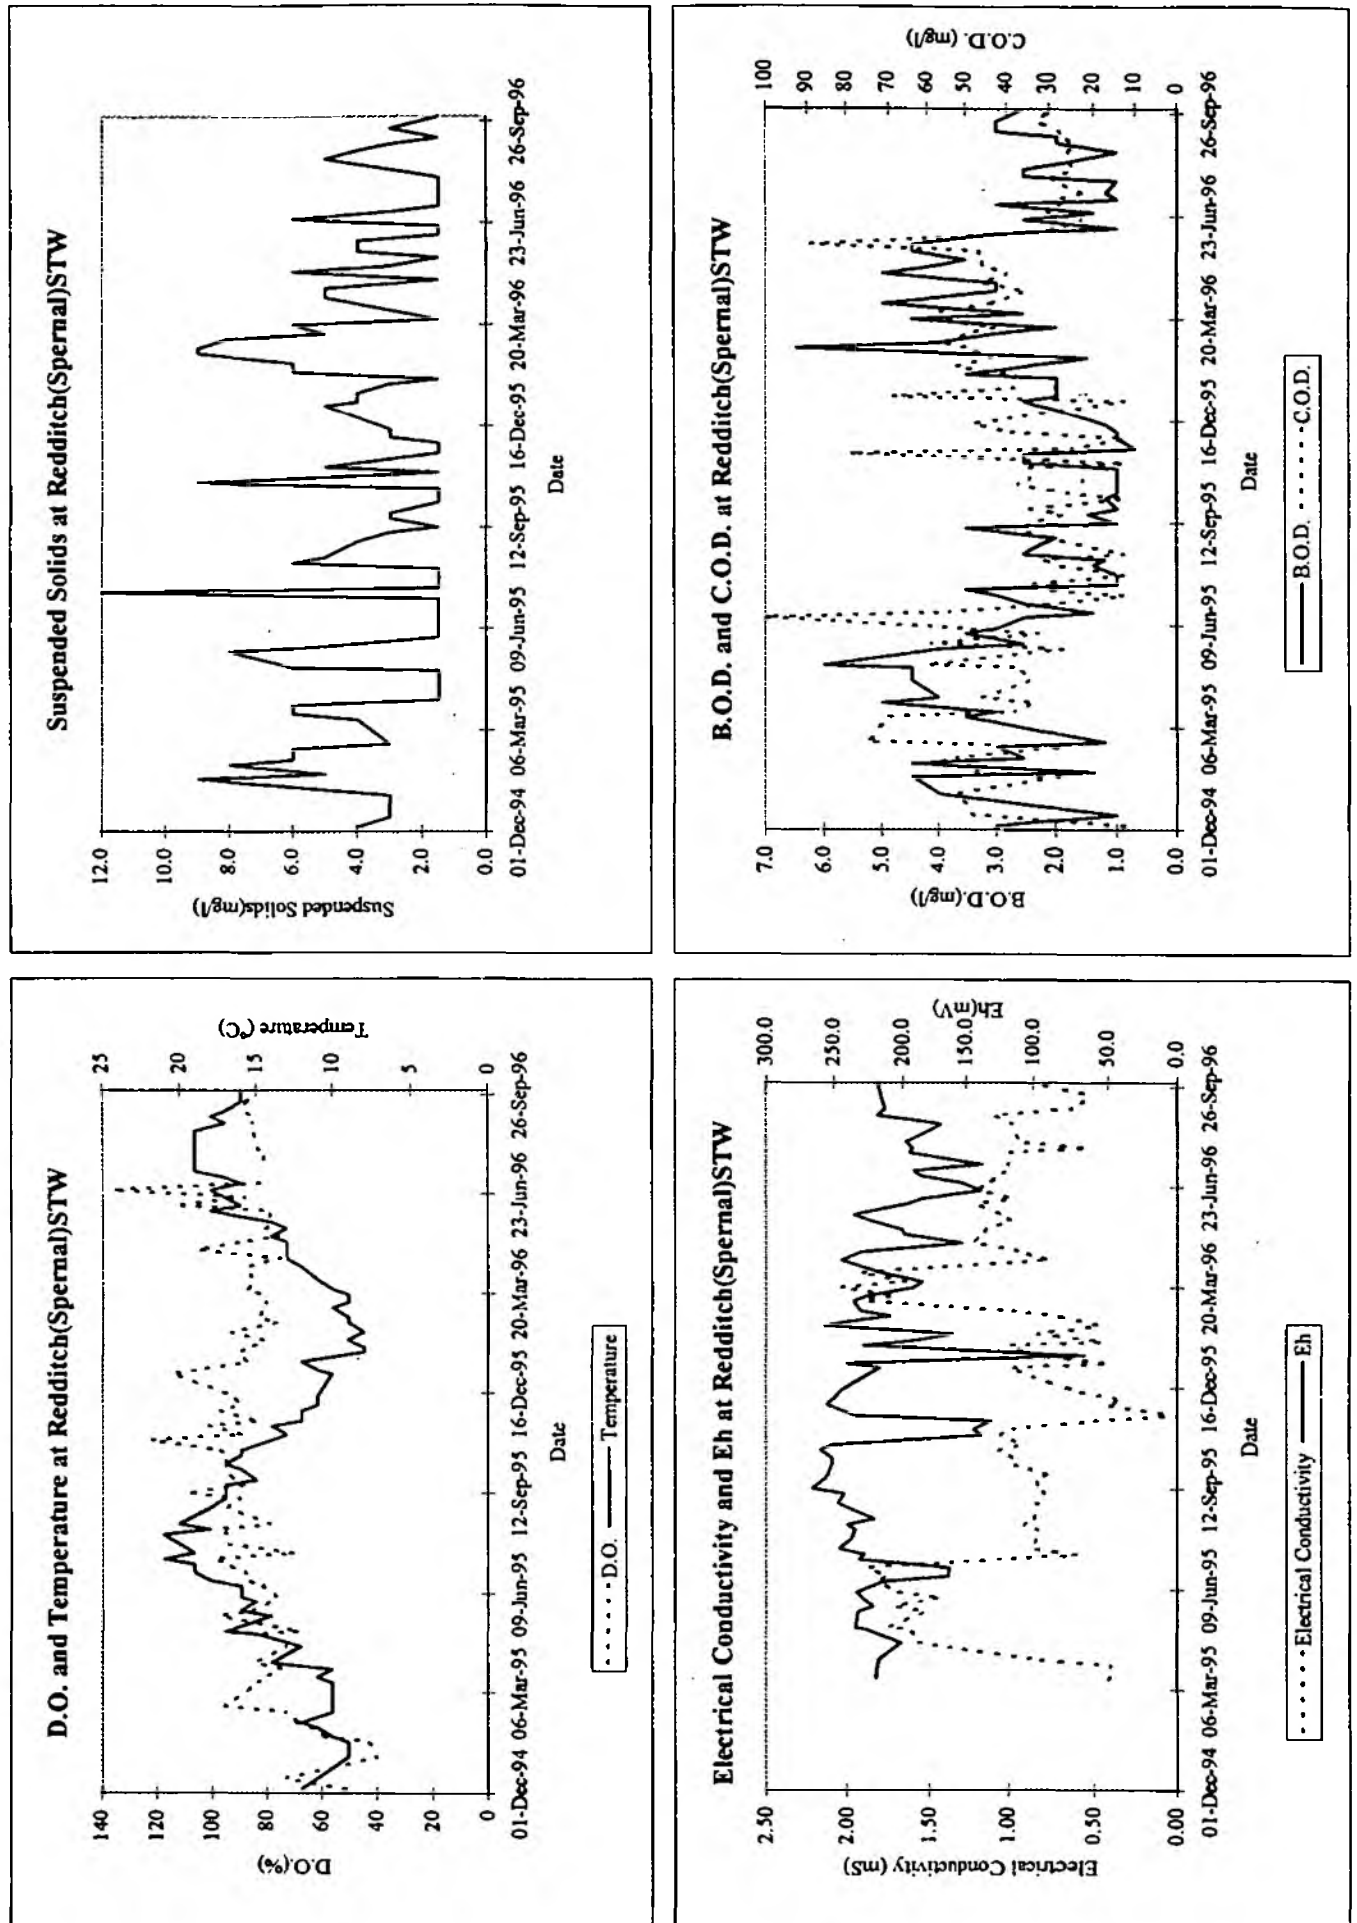 D.O. and Temperature at Redditch(Spernal)STW
140
120
100
80
60
40
20
0
D.O.(%)
25
20
15
10
5
0
Temperature (°C)
01-Dec-94 06-Mar-95 09-Jun-95 12-Sep-95 16-Dec-95 20-Mar-96 23-Jun-96 26-Sep-96
Date
D.O. Temperature
Suspended Solids at Redditch(Spernal)STW
12.0
10.0
8.0
6.0
4.0
2.0
0.0
Suspended Solids(mg/l)
01-Dec-94 06-Mar-95 09-Jun-95 12-Sep-95 16-Dec-95 20-Mar-96 23-Jun-96 26-Sep-96
Date
Electrical Conductivity and Eh at Redditch(Spernal)STW
2.50
2.00
1.50
1.00
0.50
0.00
Electrical Conductivity (mS)
300.0
250.0
200.0
150.0
100.0
50.0
0.0
Eh(mV)
01-Dec-94 06-Mar-95 09-Jun-95 12-Sep-95 16-Dec-95 20-Mar-96 23-Jun-96 26-Sep-96
Date
Electrical Conductivity Eh
B.O.D. and C.O.D. at Redditch(Spernal)STW
7.0
6.0
5.0
4.0
3.0
2.0
1.0
0.0
B.O.D.(mg/l)
100
90
80
70
60
50
40
30
20
10
0
C.O.D. (mg/l)
01-Dec-94 06-Mar-95 09-Jun-95 12-Sep-95 16-Dec-95 20-Mar-96 23-Jun-96 26-Sep-96
Date
B.O.D. C.O.D.